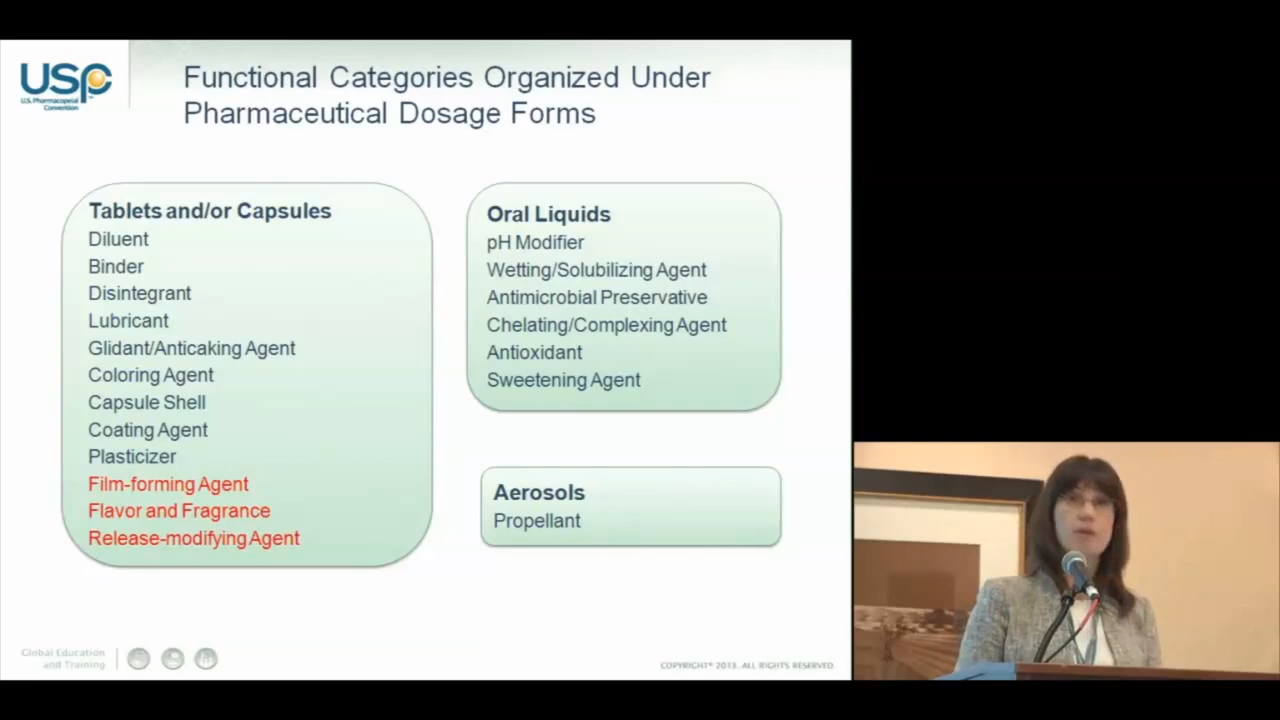 USP
U.S. Pharmacopeial
Convention
Functional Categories Organized Under
Pharmaceutical Dosage Forms
Tablets and/or Capsules
Diluent
Binder
Disintegrant
Lubricant
Glidant/Anticaking Agent
Coloring Agent
Capsule Shell
Coating Agent
Plasticizer
Film-forming Agent
Flavor and Fragrance
Release-modifying Agent
Oral Liquids
pH Modifier
Wetting/Solubilizing Agent
Antimicrobial Preservative
Chelating/Complexing Agent
Antioxidant
Sweetening Agent
Aerosols
Propellant
Global Education
and Training
COPYRIGHT© 2013. ALL RIGHTS RESERVED.